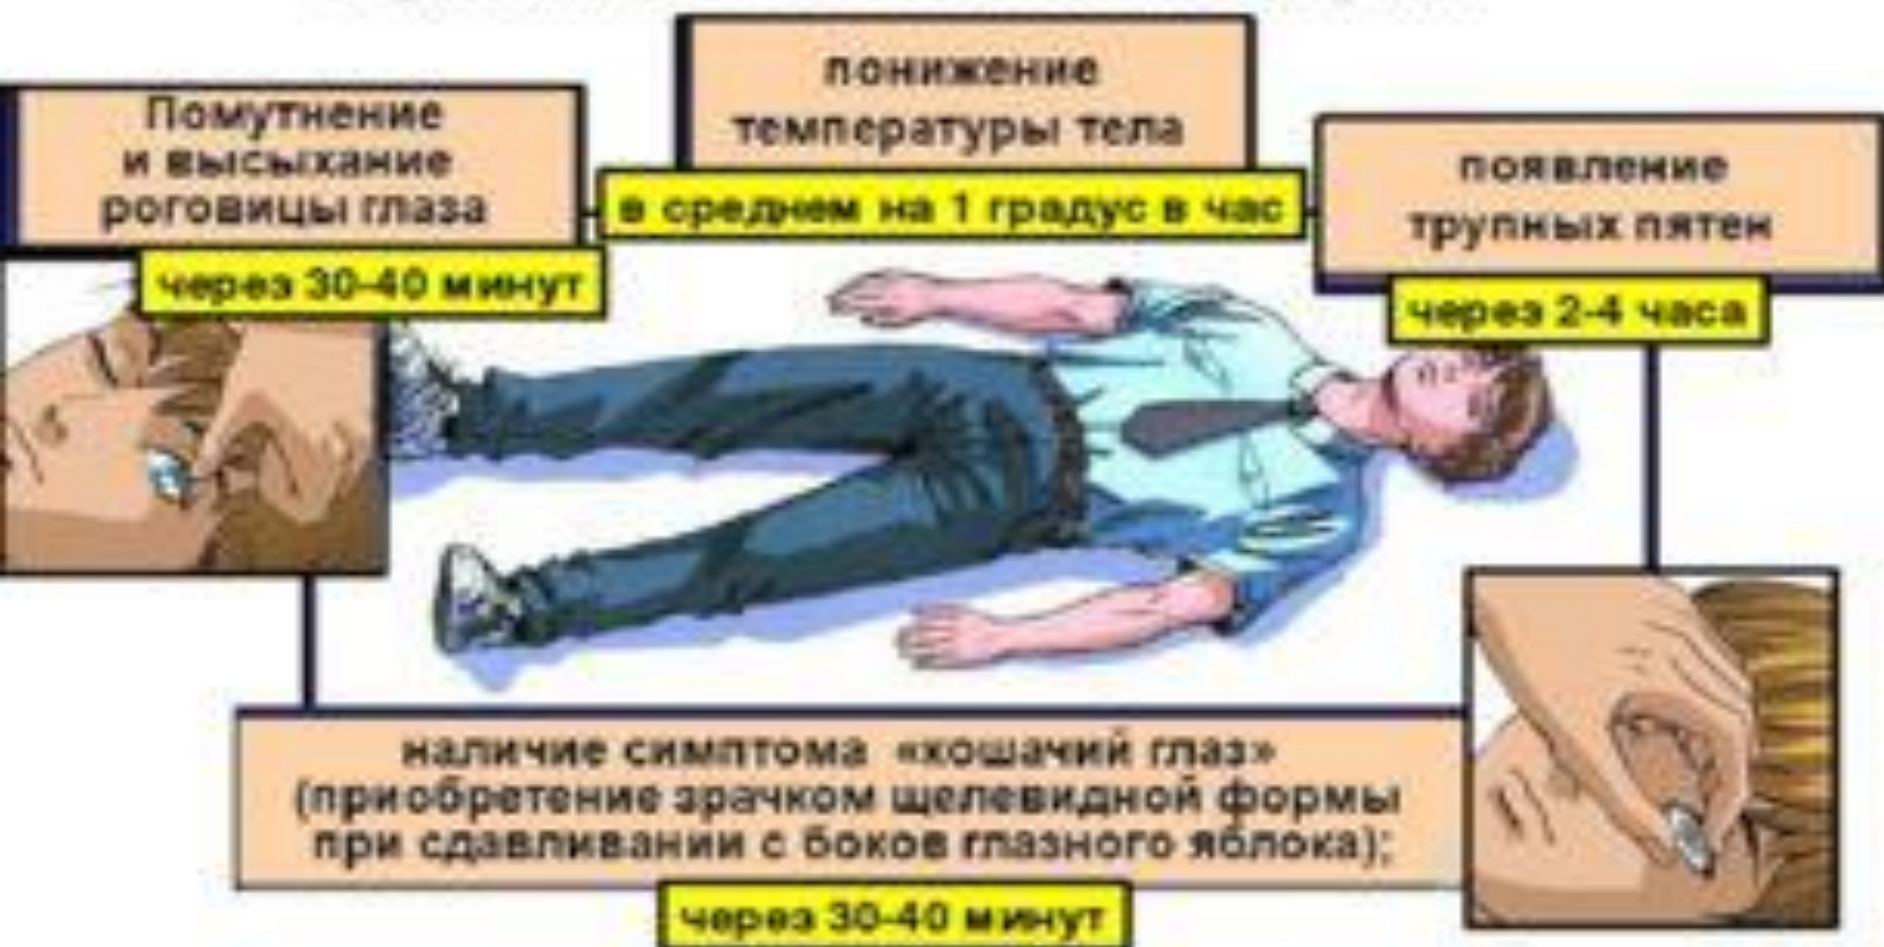 Помутнение
и высыхание
роговицы глаза
через 30-40 минут
понижение
температуры тела
в среднем на 1 градус в час
появление
трупных пятен
через 2-4 часа
наличие симптома «кошачий глаз»
(приобретение зрачком щелевидной формы
при сдавливании с боков глазного яблока);
через 30-40 минут